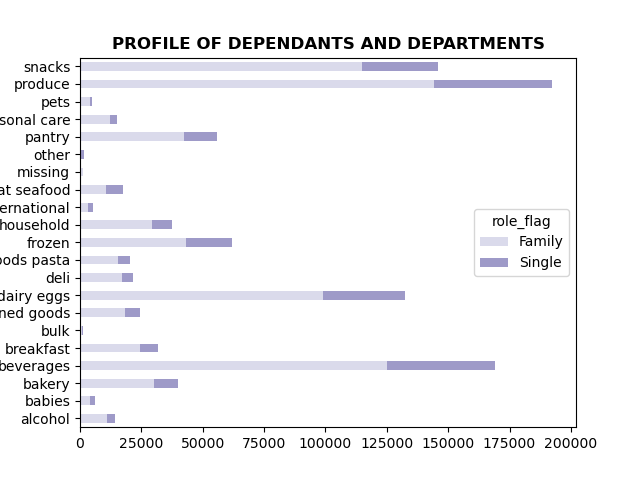 PROFILE OF DEPENDANTS AND DEPARTMENTS
snacks
produce
pets
sonal care
pantry
other
missing
at seafood
ernational
household
frozen
oods pasta
deli
dairy eggs
ned goods
bulk
breakfast
beverages
bakery
babies
alcohol
role_flag
Family
Single
0 25000 50000 75000 100000 125000 150000 175000 200000